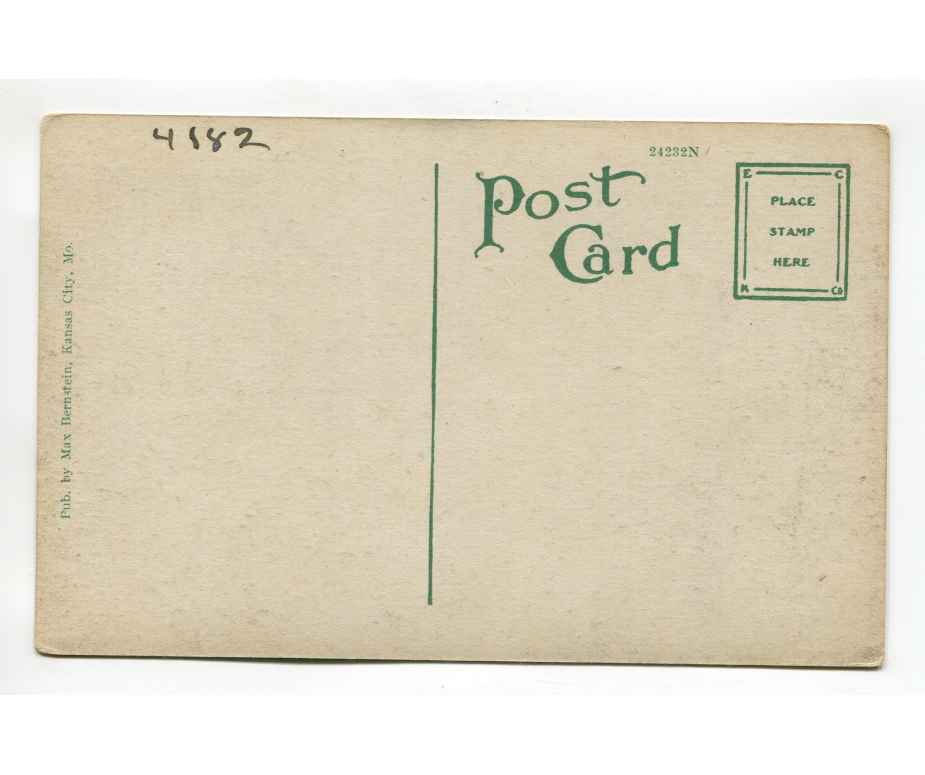 4182
24232N
Post
Card
E C
PLACE
STAMP
HERE
M Co
Pub. by Max Bernstein, Kansas City, Mo.